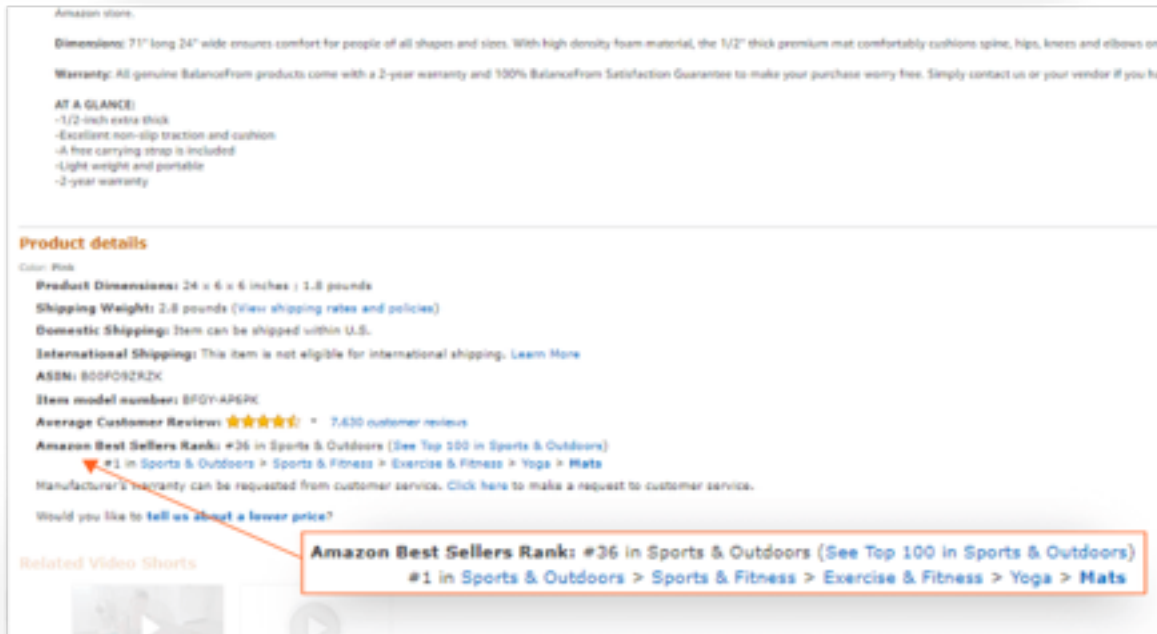 Amazon store.
Dimensions: 71" long 24" wide ensures comfort for people of all shapes and sizes. With high density foam material, the 1/2" thick premium mat comfortably cushions spine, hips, knees and elbows on
Warranty: All genuine BalanceFrom products come with a 2-year warranty and 100% BalanceFrom Satisfaction Guarantee to make your purchase worry free. Simply contact us or your vendor if you ha
AT A GLANCE:
-1/2-inch extra thick
-Excellent non-slip traction and cushion
-A free carrying strap is included
-Light weight and portable
-2-year warranty
Product details
Color: Pink
Product Dimensions: 24 x 6 x 6 inches ; 1.8 pounds
Shipping Weight: 2.8 pounds (View shipping rates and policies)
Domestic Shipping: Item can be shipped within U.S.
International Shipping: This item is not eligible for international shipping. Learn More
ASIN: B00FO9ZRZK
Item model number: BFGY-AP6PK
Average Customer Review: 7,630 customer reviews
Amazon Best Sellers Rank: #36 in Sports & Outdoors (See Top 100 in Sports & Outdoors)
#1 in Sports & Outdoors > Sports & Fitness > Exercise & Fitness > Yoga > Mats
Manufacturer's warranty can be requested from customer service. Click here to make a request to customer service.
Would you like to tell us about a lower price?
Amazon Best Sellers Rank: #36 in Sports & Outdoors (See Top 100 in Sports & Outdoors)
#1 in Sports & Outdoors > Sports & Fitness > Exercise & Fitness > Yoga > Mats
Related Video Shorts